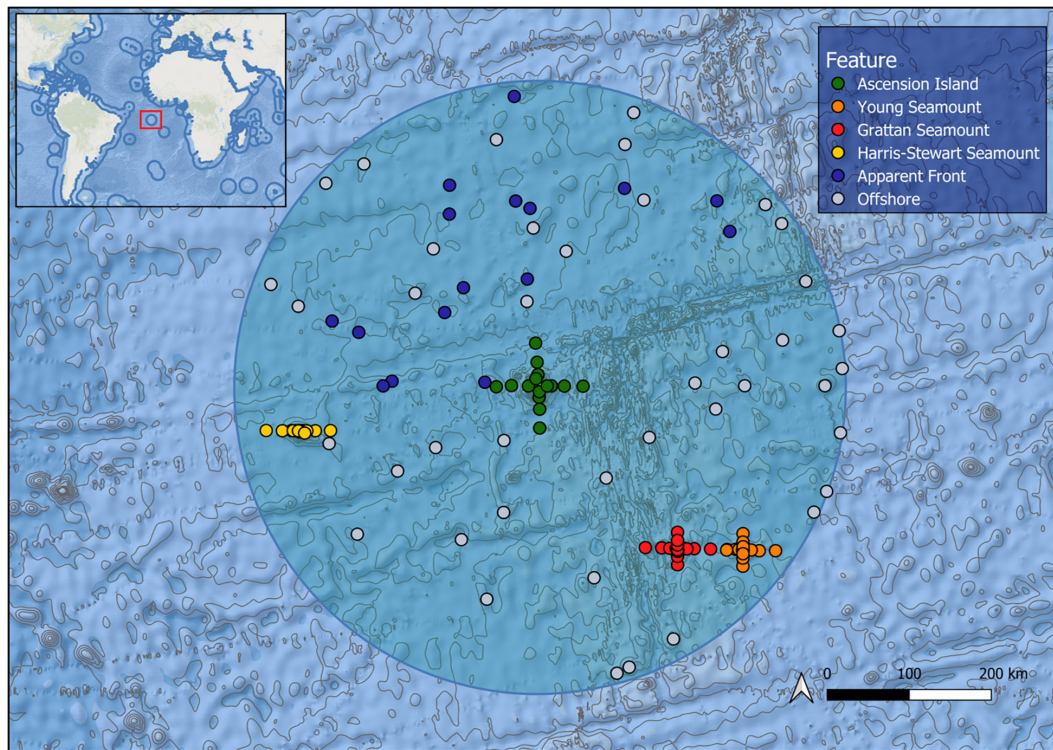 Feature
Ascension Island
Young Seamount
Grattan Seamount
Harris-Stewart Seamount
Apparent Front
Offshore
0 100 200 km